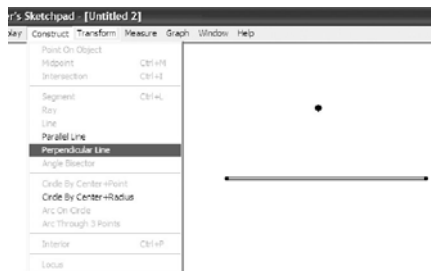 er's Sketchpad - [Untitled 2]
play Construct Transform Measure Graph Window Help
Point On Object
Midpoint Ctrl+M
Intersection Ctrl+I
Segment Ctrl+L
Ray
Line
Parallel Line
Perpendicular Line
Angle Bisector
Circle By Center+Point
Circle By Center+Radius
Arc On Circle
Arc Through 3 Points
Interior Ctrl+P
Locus